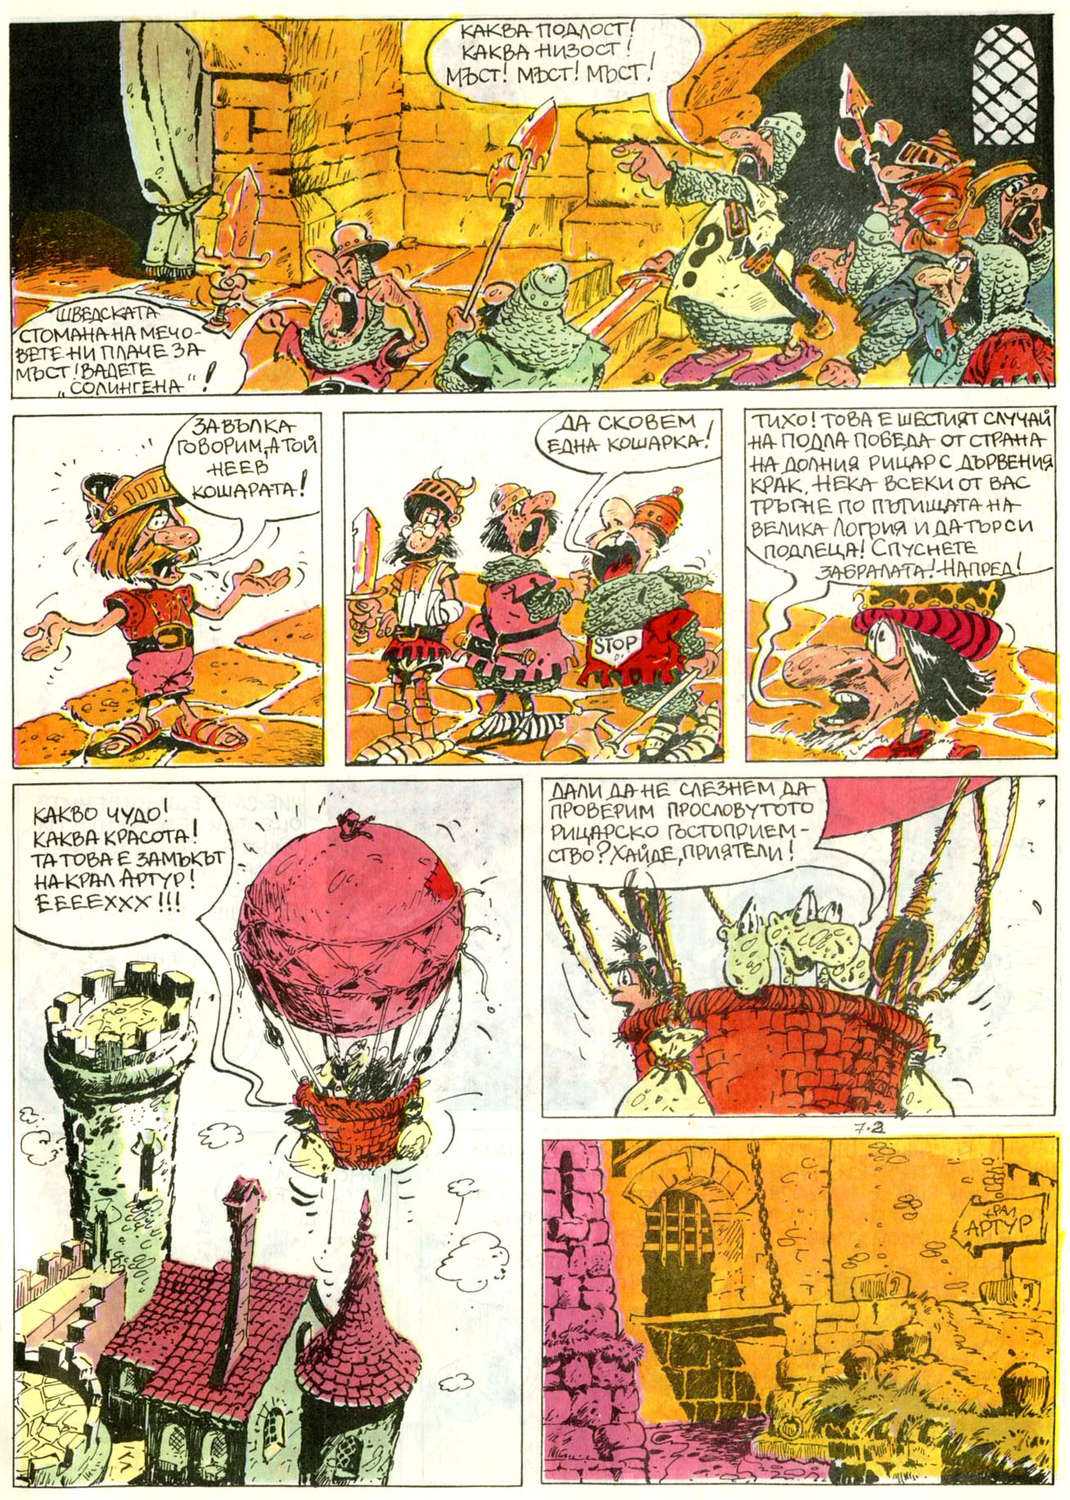 КАКВА ПОДЛОСТ!
КАКВА НИЗОСТ!
МЪСТ! МЪСТ! МЪСТ!
?
ШВЕДСКАТА
СТОМАНА НА МЕЧО-
ВЕТЕ НИ ПЛАЧЕ ЗА
МЪСТ! ВАДЕТЕ
„СОЛИНГЕНА“!
ЗА ВЪЛКА
ГОВОРИМ, А ТОЙ
НЕ Е В
КОШАРАТА!
ДА СКОВЕМ
ЕДНА КОШАРКА!
STOP
ТИХО! ТОВА Е ШЕСТИЯТ СЛУЧАЙ
НА ПОДЛА ПОБЕДА ОТ СТРАНА
НА ДОЛНИЯ РИЦАР С ДЪРВЕНИЯ
КРАК. НЕКА ВСЕКИ ОТ ВАС
ТРЪГНЕ ПО ПЪТИЩАТА НА
ВЕЛИКА ЛОГРИЯ И ДА ТЪРСИ
ПОДЛЕЦА! СПУСНЕТЕ
ЗАБРАЛАТА! НАПРЕД!
КАКВО ЧУДО!
КАКВА КРАСОТА!
ТА ТОВА Е ЗАМЪКЪТ
НА КРАЛ АРТУР!
ЕЕЕЕХХХ!!!
ДАЛИ ДА НЕ СЛЕЗНЕМ ДА
ПРОВЕРИМ ПРОСЛОВУТОТО
РИЦАРСКО ГОСТОПРИЕМ-
СТВО? ХАЙДЕ, ПРИЯТЕЛИ!
7·2
КРАЛ
АРТУР